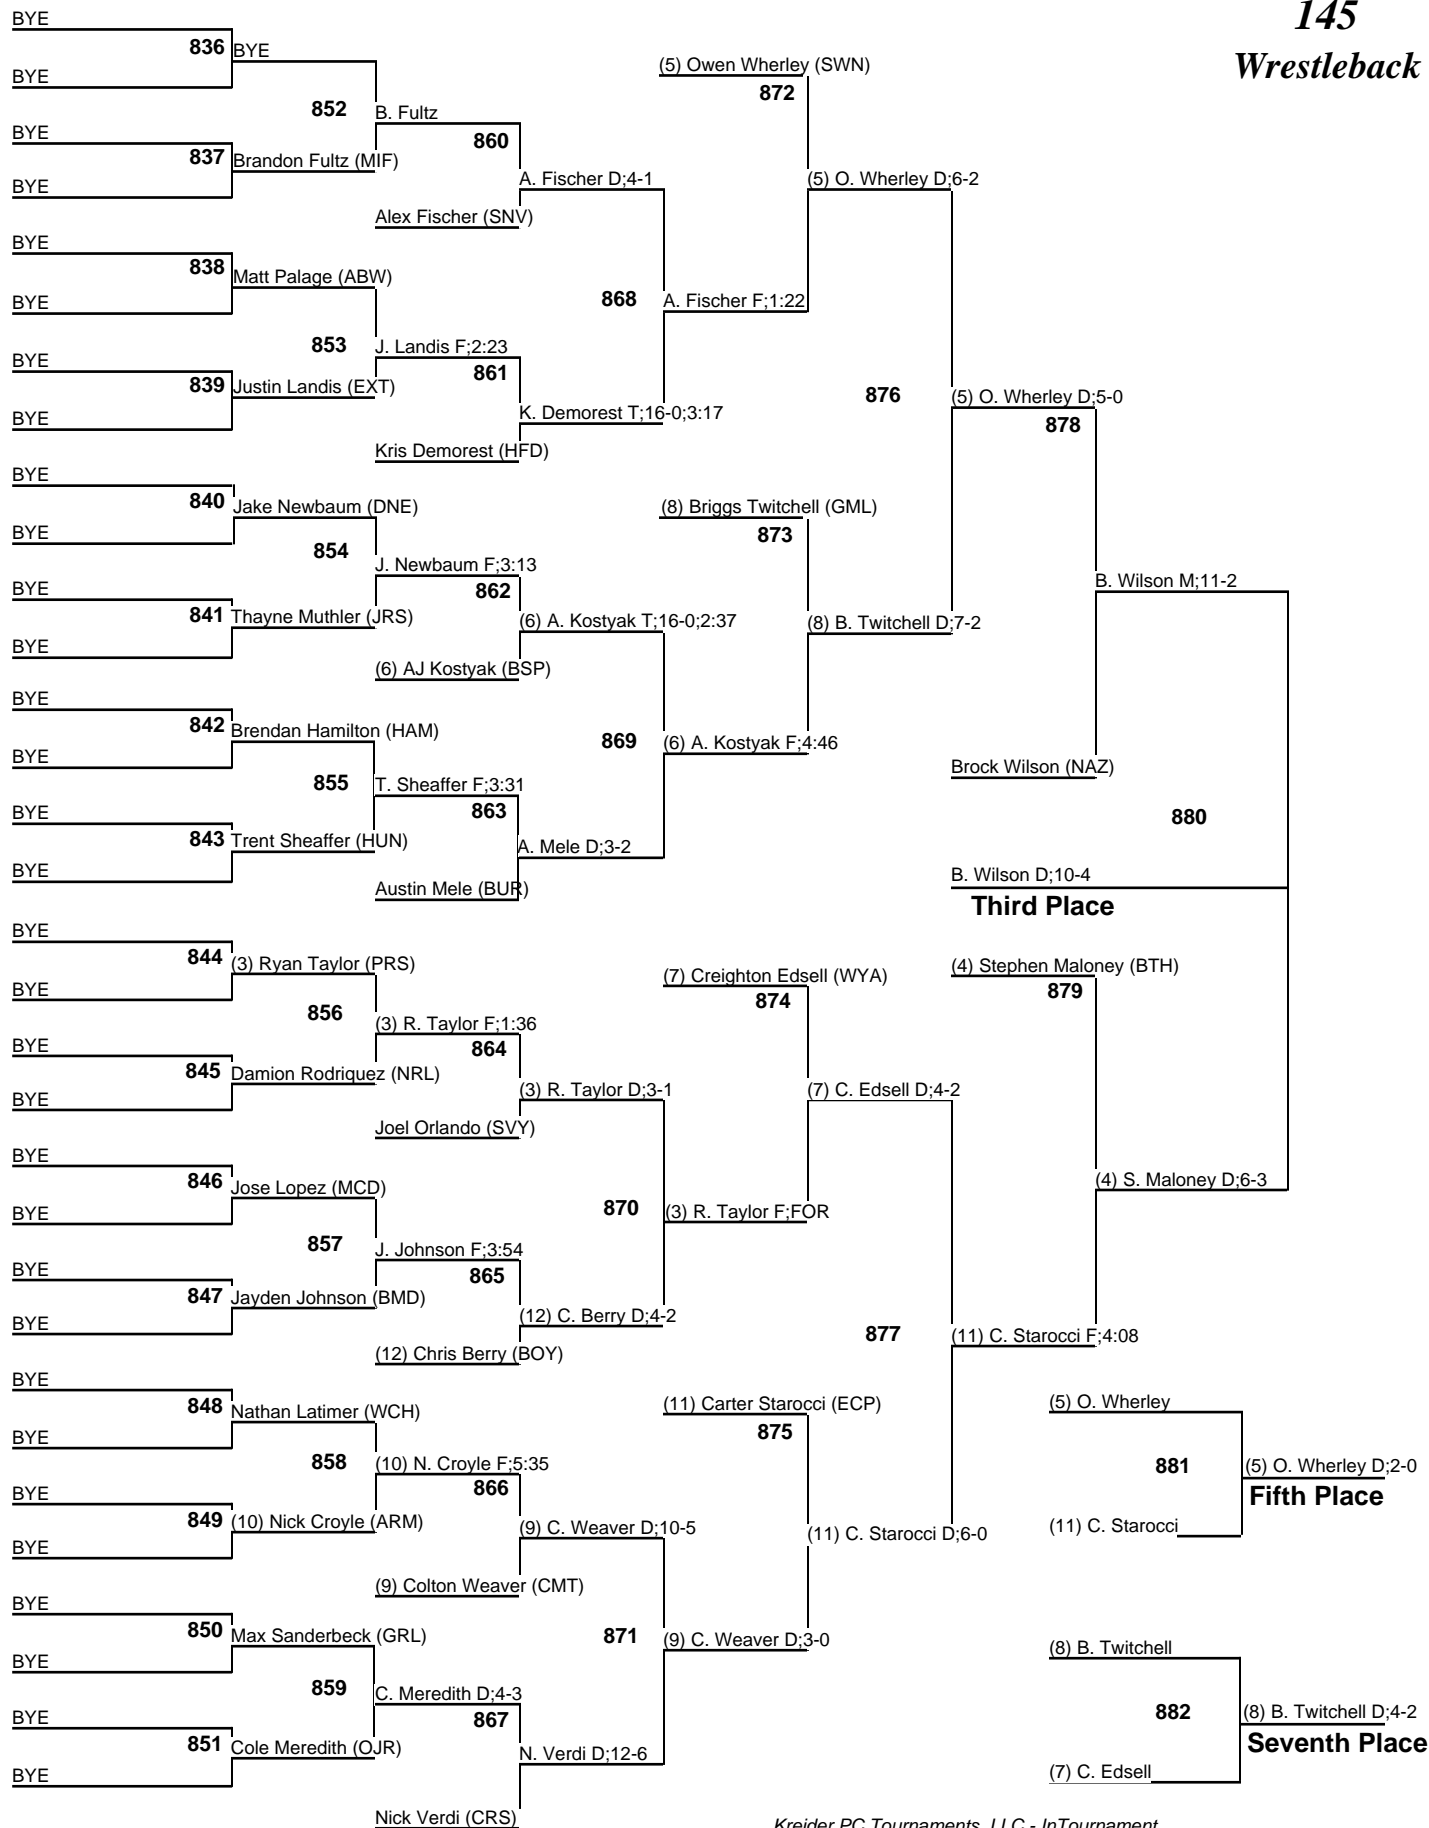 145
Wrestleback
BYE
836
BYE
BYE
852
B. Fultz
860
BYE
837
Brandon Fultz (MIF)
BYE
A. Fischer D;4-1
Alex Fischer (SNV)
BYE
838
Matt Palage (ABW)
BYE
868
A. Fischer F;1:22
853
J. Landis F;2:23
861
BYE
839
Justin Landis (EXT)
BYE
K. Demorest T;16-0;3:17
Kris Demorest (HFD)
(5) Owen Wherley (SWN)
872
(5) O. Wherley D;6-2
876
(5) O. Wherley D;5-0
878
BYE
840
Jake Newbaum (DNE)
BYE
854
J. Newbaum F;3:13
862
BYE
841
Thayne Muthler (JRS)
BYE
(6) A. Kostyak T;16-0;2:37
(6) AJ Kostyak (BSP)
(8) Briggs Twitchell (GML)
873
(8) B. Twitchell D;7-2
B. Wilson M;11-2
BYE
842
Brendan Hamilton (HAM)
BYE
869
(6) A. Kostyak F;4:46
855
T. Sheaffer F;3:31
863
BYE
843
Trent Sheaffer (HUN)
BYE
A. Mele D;3-2
Austin Mele (BUR)
Brock Wilson (NAZ)
880
B. Wilson D;10-4
Third Place
BYE
844
(3) Ryan Taylor (PRS)
BYE
856
(3) R. Taylor F;1:36
864
BYE
845
Damion Rodriquez (NRL)
BYE
(3) R. Taylor D;3-1
Joel Orlando (SVY)
(7) Creighton Edsell (WYA)
874
(7) C. Edsell D;4-2
(4) Stephen Maloney (BTH)
879
(4) S. Maloney D;6-3
BYE
846
Jose Lopez (MCD)
BYE
870
(3) R. Taylor F;FOR
857
J. Johnson F;3:54
865
BYE
847
Jayden Johnson (BMD)
BYE
(12) C. Berry D;4-2
(12) Chris Berry (BOY)
877
(11) C. Starocci F;4:08
BYE
848
Nathan Latimer (WCH)
BYE
858
(10) N. Croyle F;5:35
866
BYE
849
(10) Nick Croyle (ARM)
BYE
(9) C. Weaver D;10-5
(9) Colton Weaver (CMT)
(11) Carter Starocci (ECP)
875
(11) C. Starocci D;6-0
(5) O. Wherley
881
(5) O. Wherley D;2-0
Fifth Place
(11) C. Starocci
BYE
850
Max Sanderbeck (GRL)
BYE
871
(9) C. Weaver D;3-0
859
C. Meredith D;4-3
867
BYE
851
Cole Meredith (OJR)
BYE
N. Verdi D;12-6
Nick Verdi (CRS)
(8) B. Twitchell
882
(8) B. Twitchell D;4-2
Seventh Place
(7) C. Edsell
Kreider PC Tournaments, LLC - InTournament